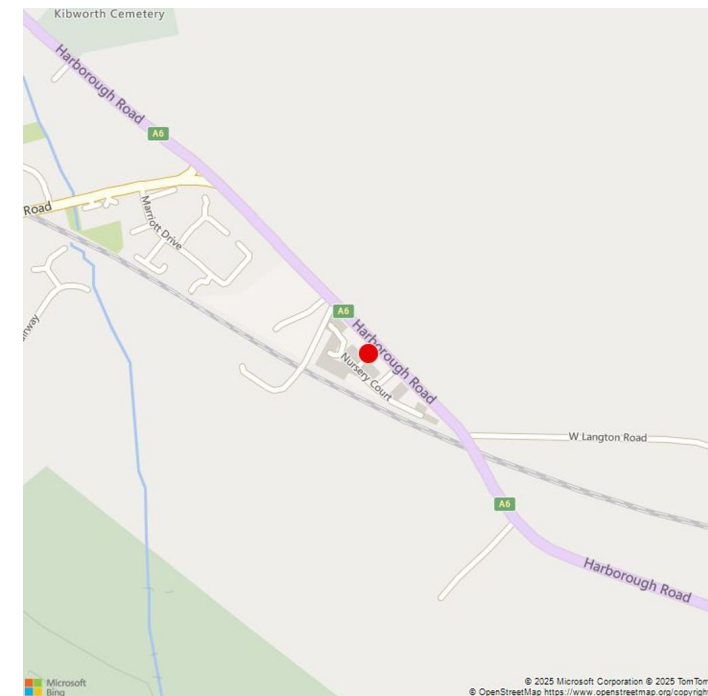 Kibworth Cemetery
Harborough Road
A6
Road
Marriott Drive
A6
Harborough Road
Nursery Court
W Langton Road
A6
Harborough Road
Microsoft
Bing
© 2025 Microsoft Corporation © 2025 TomTom
© OpenStreetMap https://www.openstreetmap.org/copyright